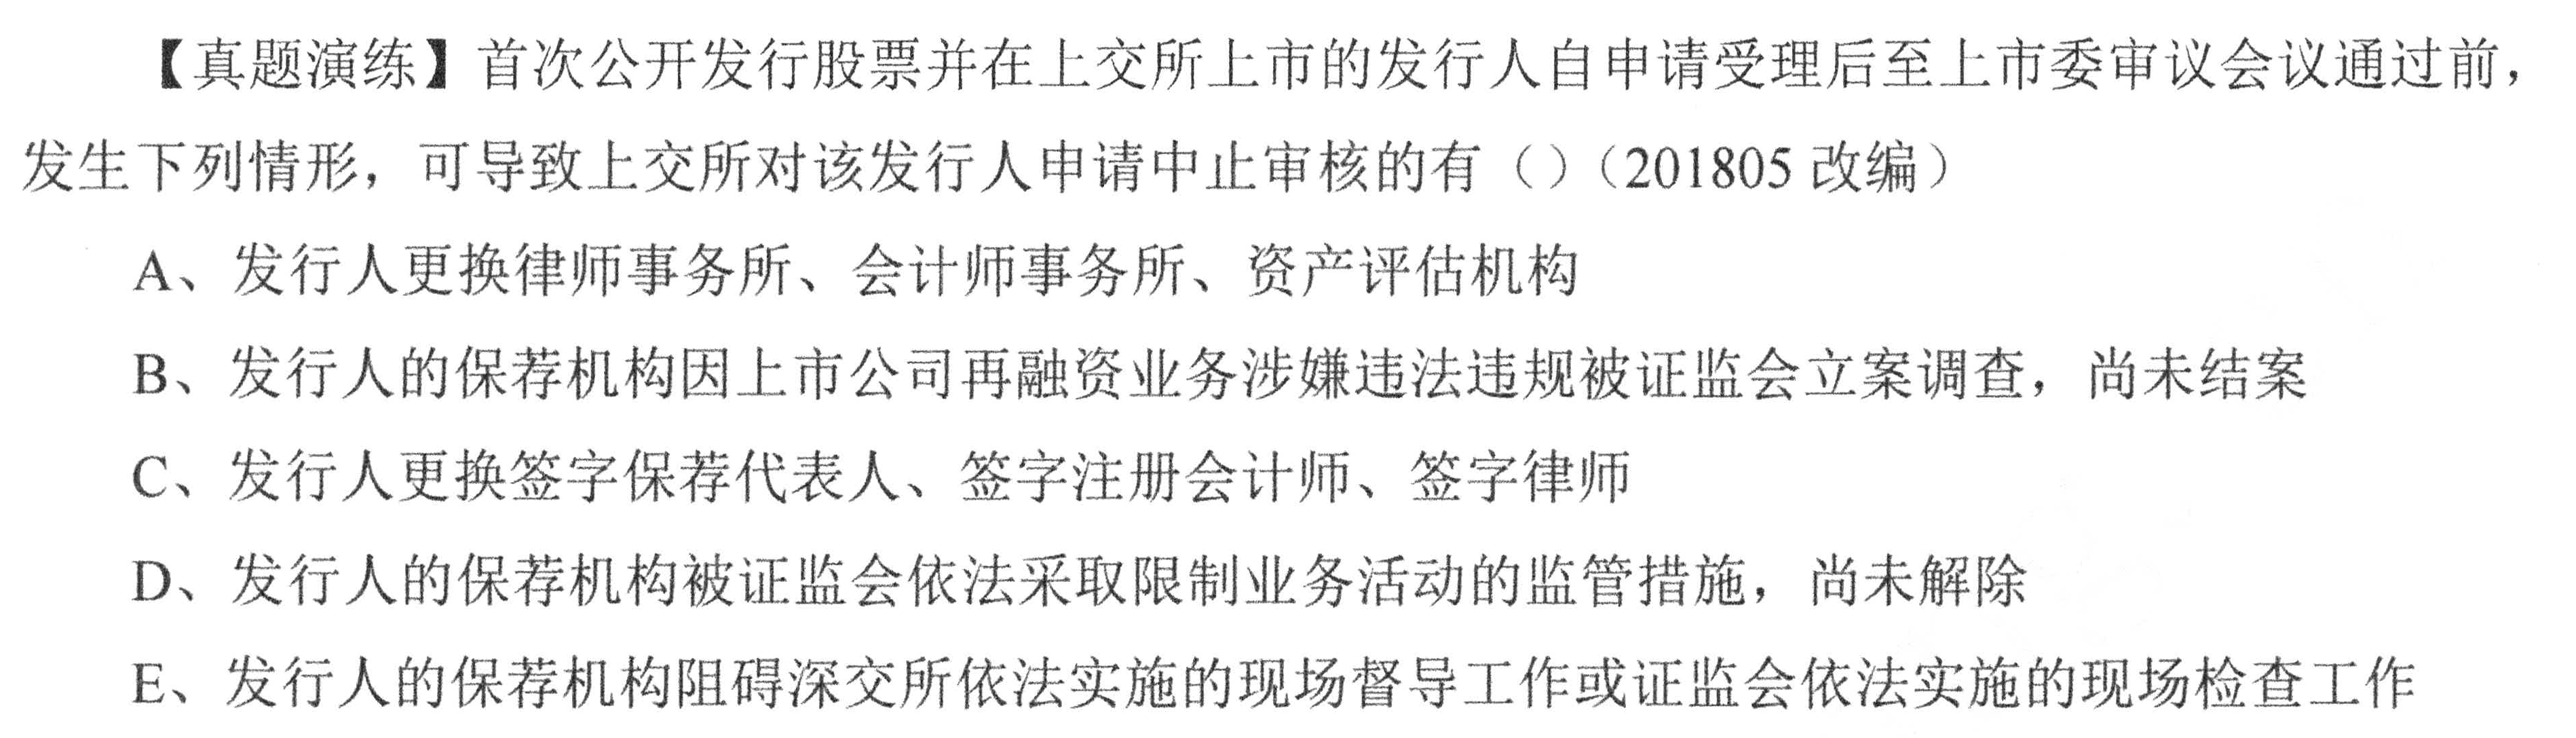 【真题演练】首次公开发行股票并在上交所上市的发行人自申请受理后至上市委审议会议通过前，
发生下列情形，可导致上交所对该发行人申请中止审核的有（）（201805 改编）
A、发行人更换律师事务所、会计师事务所、资产评估机构
B、发行人的保荐机构因上市公司再融资业务涉嫌违法违规被证监会立案调查，尚未结案
C、发行人更换签字保荐代表人、签字注册会计师、签字律师
D、发行人的保荐机构被证监会依法采取限制业务活动的监管措施，尚未解除
E、发行人的保荐机构阻碍深交所依法实施的现场督导工作或证监会依法实施的现场检查工作